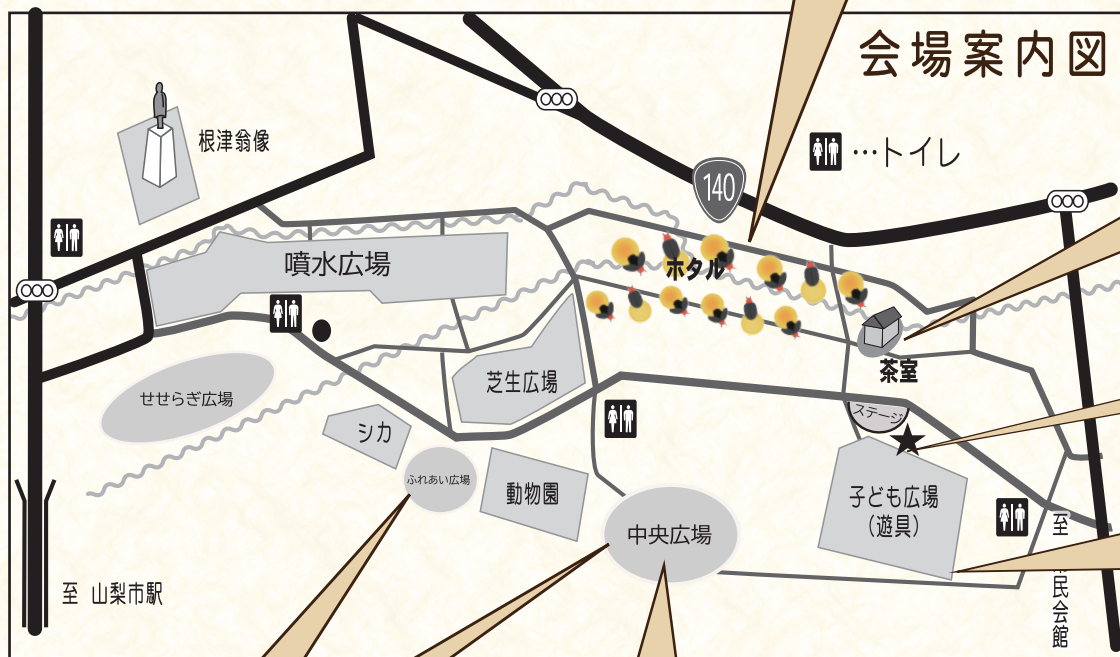 会場案内図
…トイレ
根津翁像
140
噴水広場
ホタル
茶室
せせらぎ広場
芝生広場
シカ
ふれあい広場
動物園
中央広場
ステージ
子ども広場
(遊具)
至
民会館
至 山梨市駅